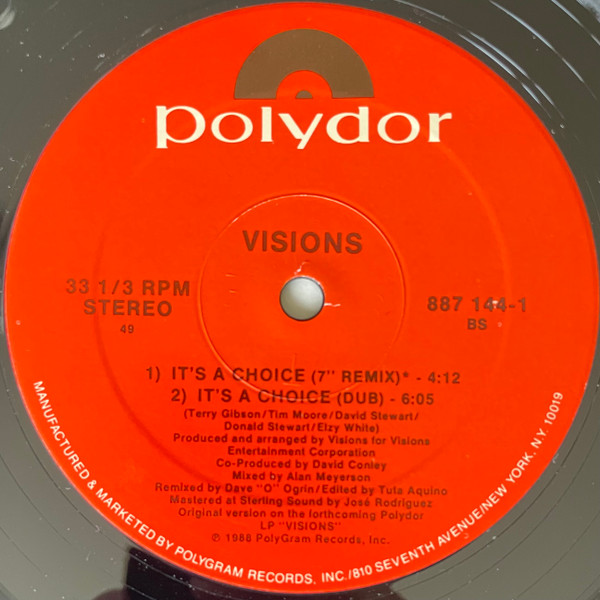 polydor
VISIONS
33 1/3 RPM
STEREO
49
887 144-1
BS
1) IT'S A CHOICE (7" REMIX)* - 4:12
2) IT'S A CHOICE (DUB) - 6:05
(Terry Gibson/Tim Moore/David Stewart/
Donald Stewart/Elzy White)
Produced and arranged by Visions for Visions
Entertainment Corporation
Co-Produced by David Conley
Mixed by Alan Meyerson
Remixed by Dave "O" Ogrin/Edited by Tuta Aquino
Mastered at Sterling Sound by José Rodriguez
Original version on the forthcoming Polydor
LP "VISIONS"
℗ 1988 PolyGram Records, Inc.
MANUFACTURED & MARKETED BY POLYGRAM RECORDS, INC./810 SEVENTH AVENUE/NEW YORK, N.Y. 10019